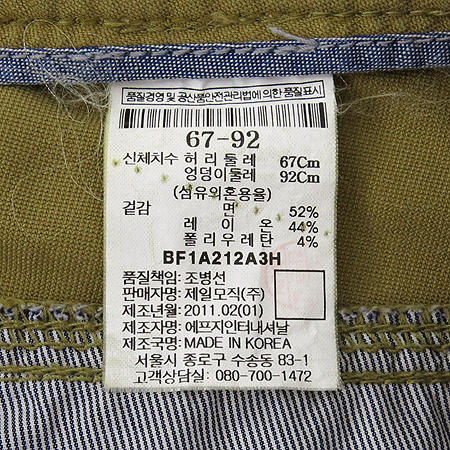 품질경영 및 공산품안전관리법에 의한 품질표시
67-92
신체치수 허리둘레 67Cm
엉덩이둘레 92Cm
(섬유의혼용율)
겉감 면 52%
레이온 44%
폴리우레탄 4%
BF1A212A3H
품질책임: 조병선
판매자명: 제일모직(주)
제조년월: 2011.02(01)
제조자명: 에프지인터내셔날
제조국명: MADE IN KOREA
서울시 종로구 수송동 83-1
고객상담실: 080-700-1472